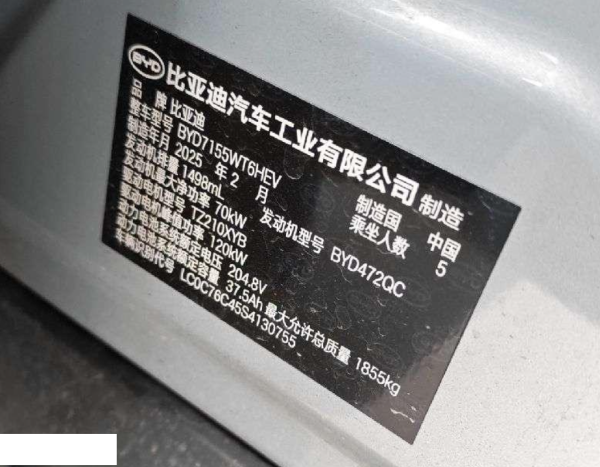 BYD 比亚迪汽车工业有限公司 制造
品 牌 比亚迪 制造国 中国
整车型号 BYD7155WT6HEV 乘坐人数 5
制造年月 2025 年 2 月
发动机排量 1498mL 发动机型号 BYD472QC
发动机最大净功率 70kW
驱动电机型号 TZ210XYB
驱动电机峰值功率 120kW
动力电池系统额定电压 204.8V
动力电池系统额定容量 37.5Ah 最大允许总质量 1855kg
车辆识别代号 LC0C76C45S4130755